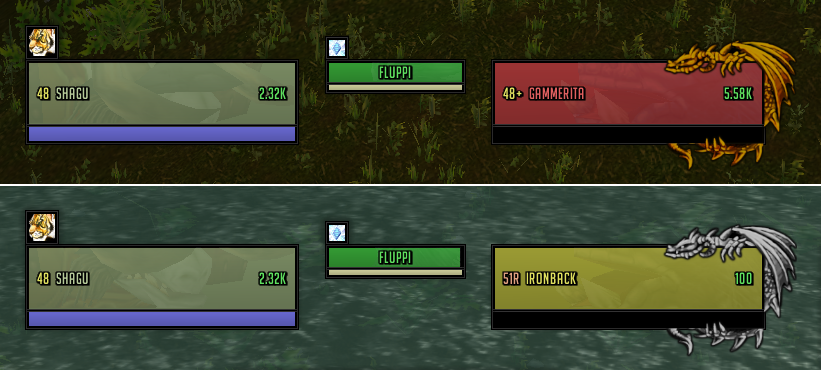 48 SHAGU 2.32K
FLUPPI
48+ GAMMERITA 5.58K
48 SHAGU 2.32K
FLUPPI
51R IRONBACK 100